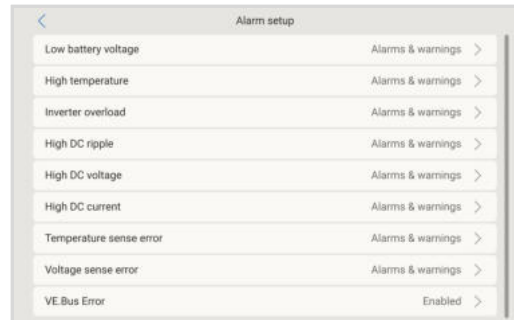 Alarm setup
Low battery voltage Alarms & warnings
High temperature Alarms & warnings
Inverter overload Alarms & warnings
High DC ripple Alarms & warnings
High DC voltage Alarms & warnings
High DC current Alarms & warnings
Temperature sense error Alarms & warnings
Voltage sense error Alarms & warnings
VE.Bus Error Enabled